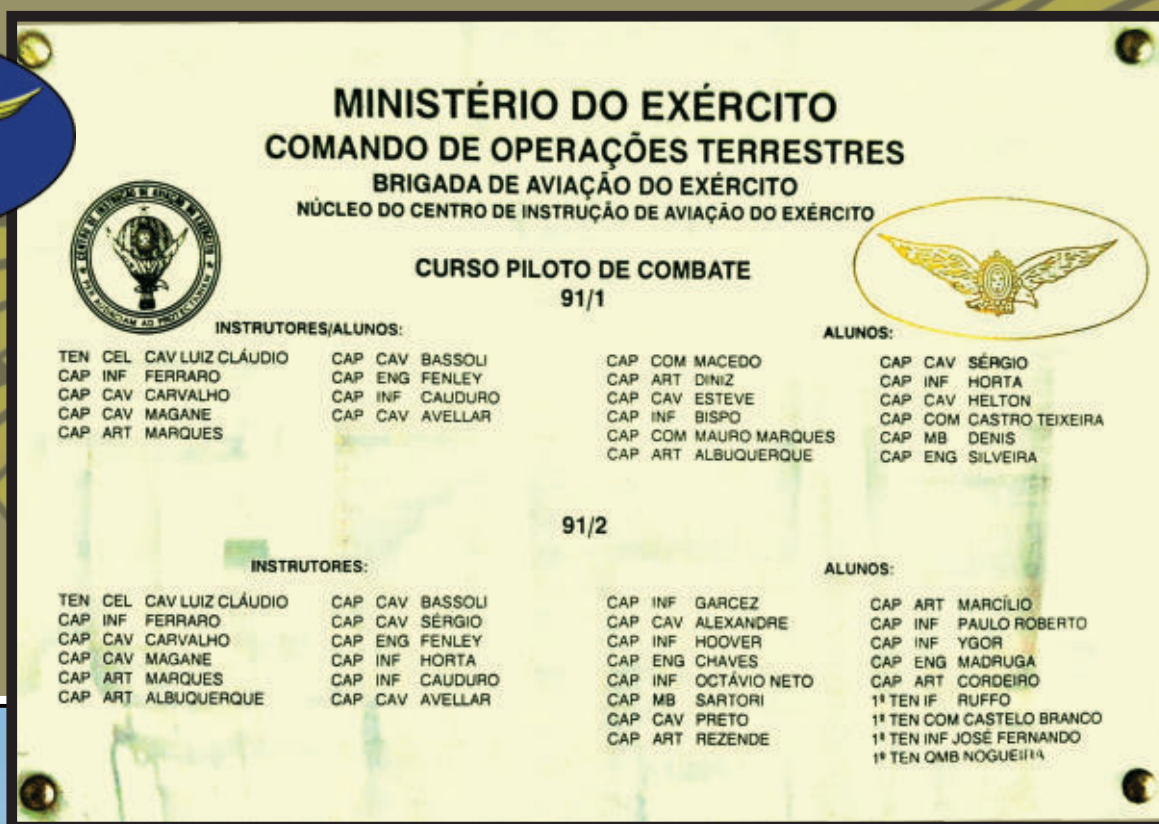 MINISTÉRIO DO EXÉRCITO
COMANDO DE OPERAÇÕES TERRESTRES
BRIGADA DE AVIAÇÃO DO EXÉRCITO
NÚCLEO DO CENTRO DE INSTRUÇÃO DE AVIAÇÃO DO EXÉRCITO
CENTRO DE INSTRUÇÃO DE AVIAÇÃO DO EXÉRCITO
CURSO PILOTO DE COMBATE
91/1
INSTRUTORES/ALUNOS:
TEN CEL CAV LUIZ CLÁUDIO
CAP INF FERRARO
CAP CAV CARVALHO
CAP CAV MAGANE
CAP ART MARQUES
CAP CAV BASSOLI
CAP ENG FENLEY
CAP INF CAUDURO
CAP CAV AVELLAR
ALUNOS:
CAP COM MACEDO
CAP ART DINIZ
CAP CAV ESTEVE
CAP INF BISPO
CAP COM MAURO MARQUES
CAP ART ALBUQUERQUE
CAP CAV SÉRGIO
CAP INF HORTA
CAP CAV HELTON
CAP COM CASTRO TEIXEIRA
CAP MB DENIS
CAP ENG SILVEIRA
91/2
INSTRUTORES:
TEN CEL CAV LUIZ CLÁUDIO
CAP INF FERRARO
CAP CAV CARVALHO
CAP CAV MAGANE
CAP ART MARQUES
CAP ART ALBUQUERQUE
CAP CAV BASSOLI
CAP CAV SÉRGIO
CAP ENG FENLEY
CAP INF HORTA
CAP INF CAUDURO
CAP CAV AVELLAR
ALUNOS:
CAP INF GARCEZ
CAP CAV ALEXANDRE
CAP INF HOOVER
CAP ENG CHAVES
CAP INF OCTÁVIO NETO
CAP MB SARTORI
CAP CAV PRETO
CAP ART REZENDE
CAP ART MARCÍLIO
CAP INF PAULO ROBERTO
CAP INF YGOR
CAP ENG MADRUGA
CAP ART CORDEIRO
1º TEN IF RUFFO
1º TEN COM CASTELO BRANCO
1º TEN INF JOSÉ FERNANDO
1º TEN QMB NOGUEIRA